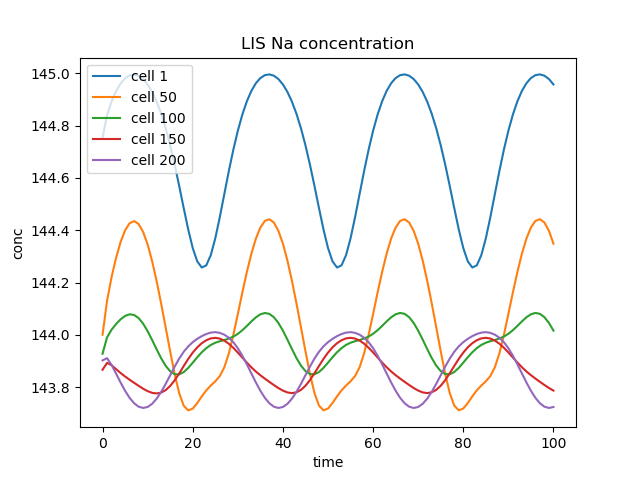 LIS Na concentration
cell 1
cell 50
cell 100
cell 150
cell 200
conc
145.0
144.8
144.6
144.4
144.2
144.0
143.8
0 20 40 60 80 100
time